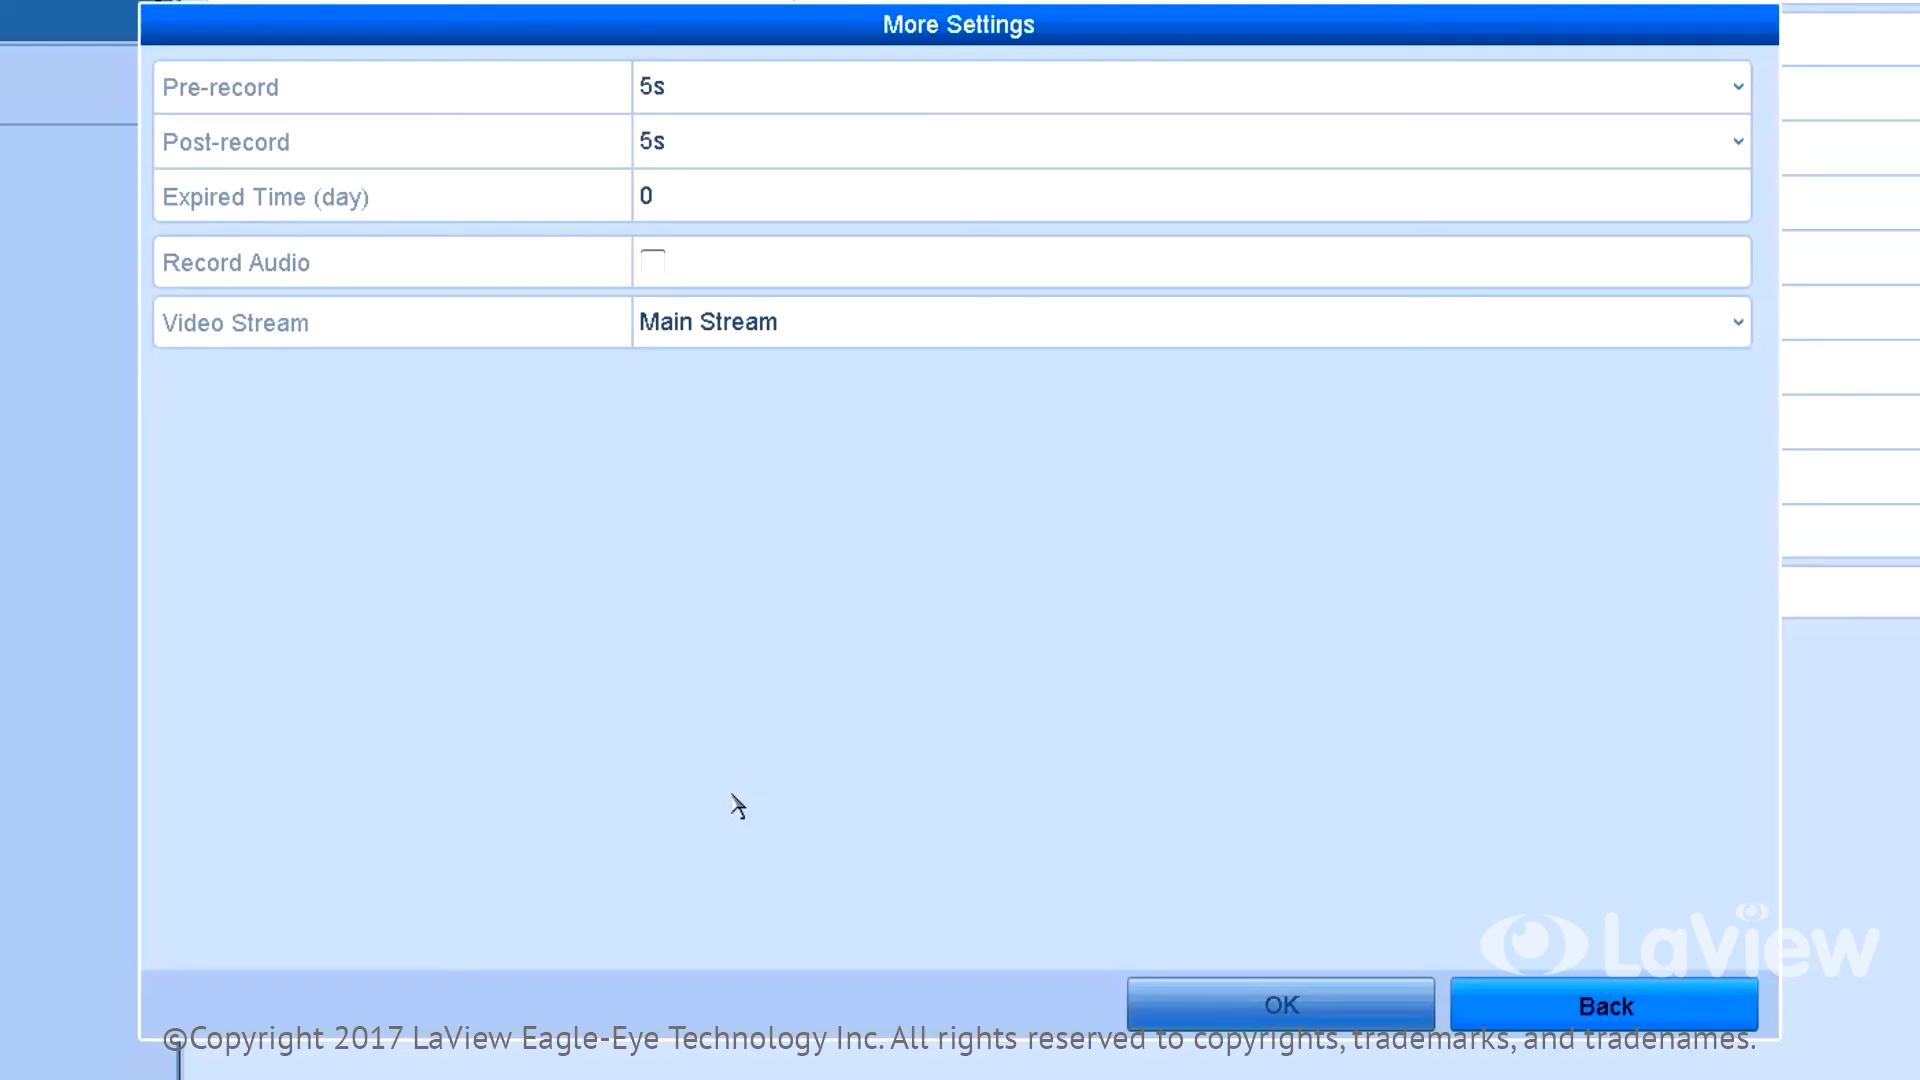 More Settings
Pre-record
5s
Post-record
5s
Expired Time (day)
0
Record Audio
Video Stream
Main Stream
LaView
OK
Back
©Copyright 2017 LaView Eagle-Eye Technology Inc. All rights reserved to copyrights, trademarks, and tradenames.